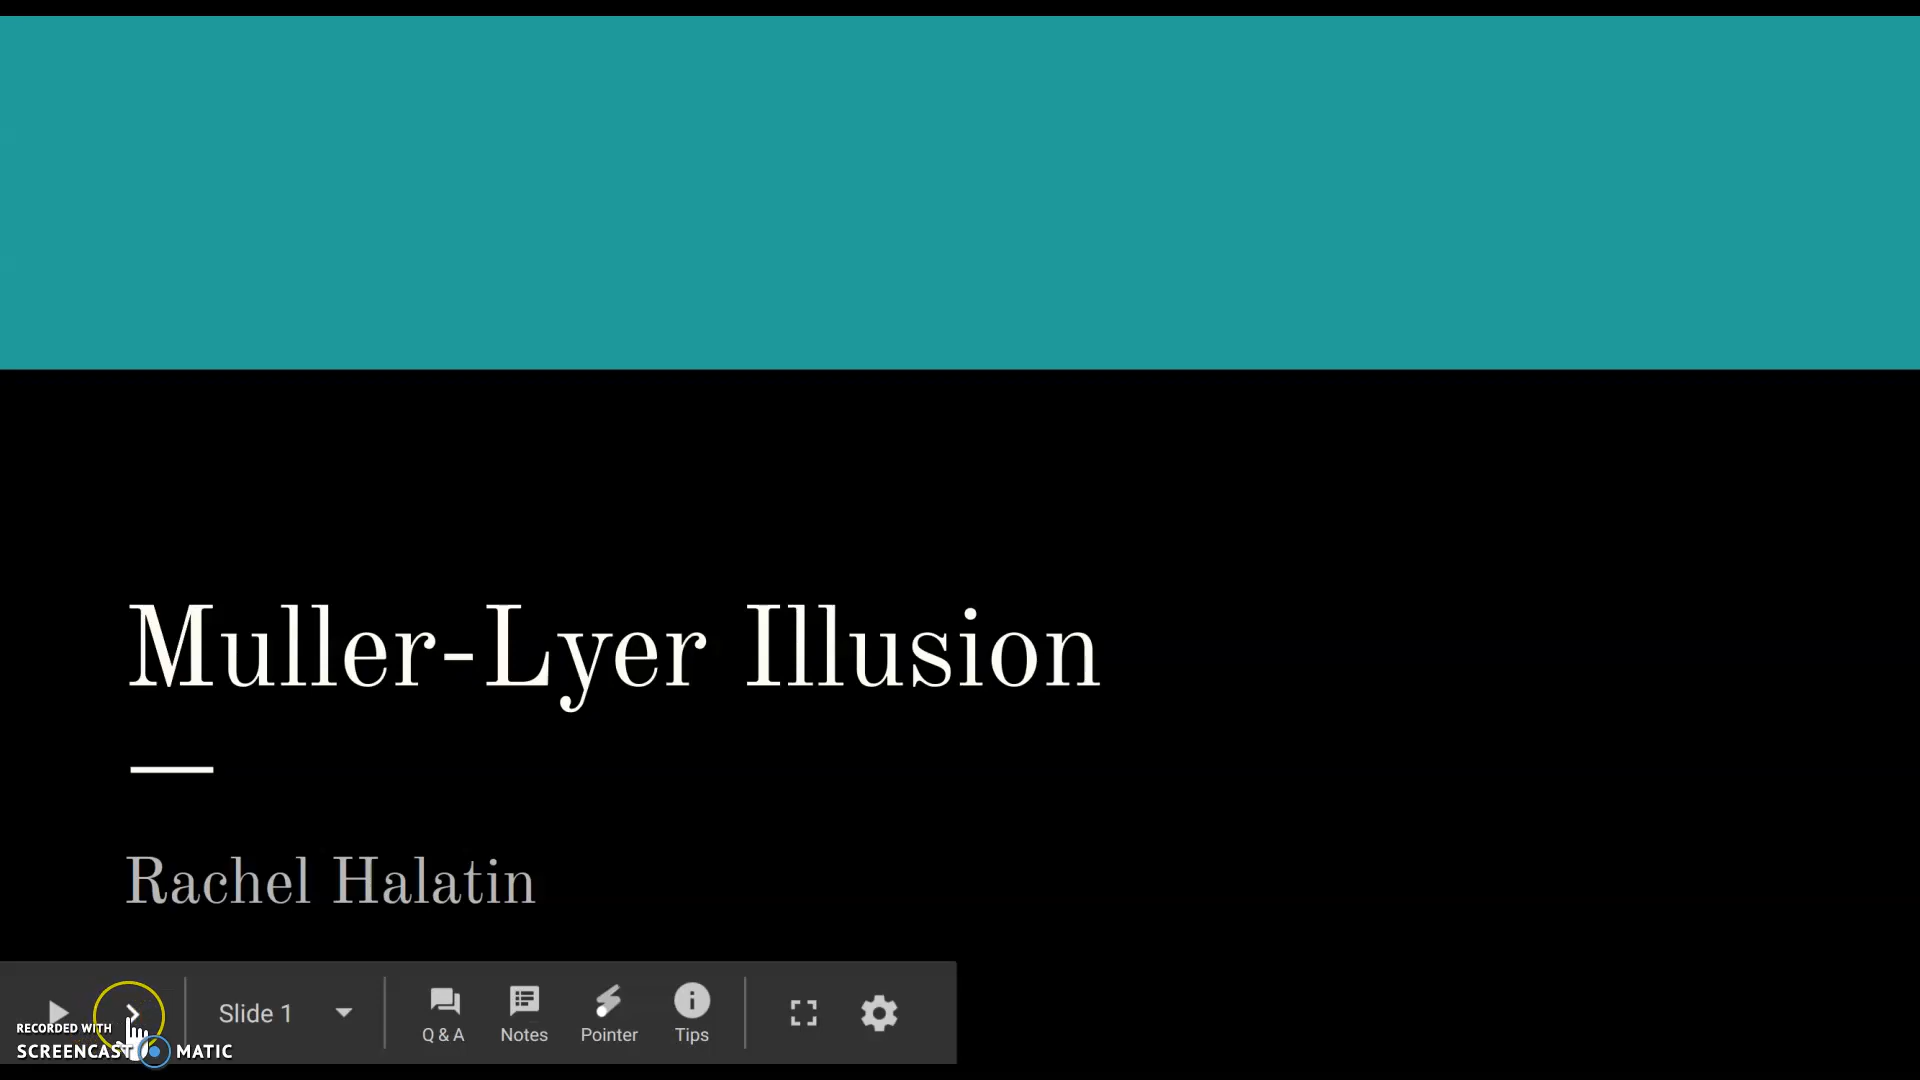 Muller-Lyer Illusion
Rachel Halatin
Slide 1
Q & A
Notes
Pointer
Tips
RECORDED WITH
SCREENCAST MATIC